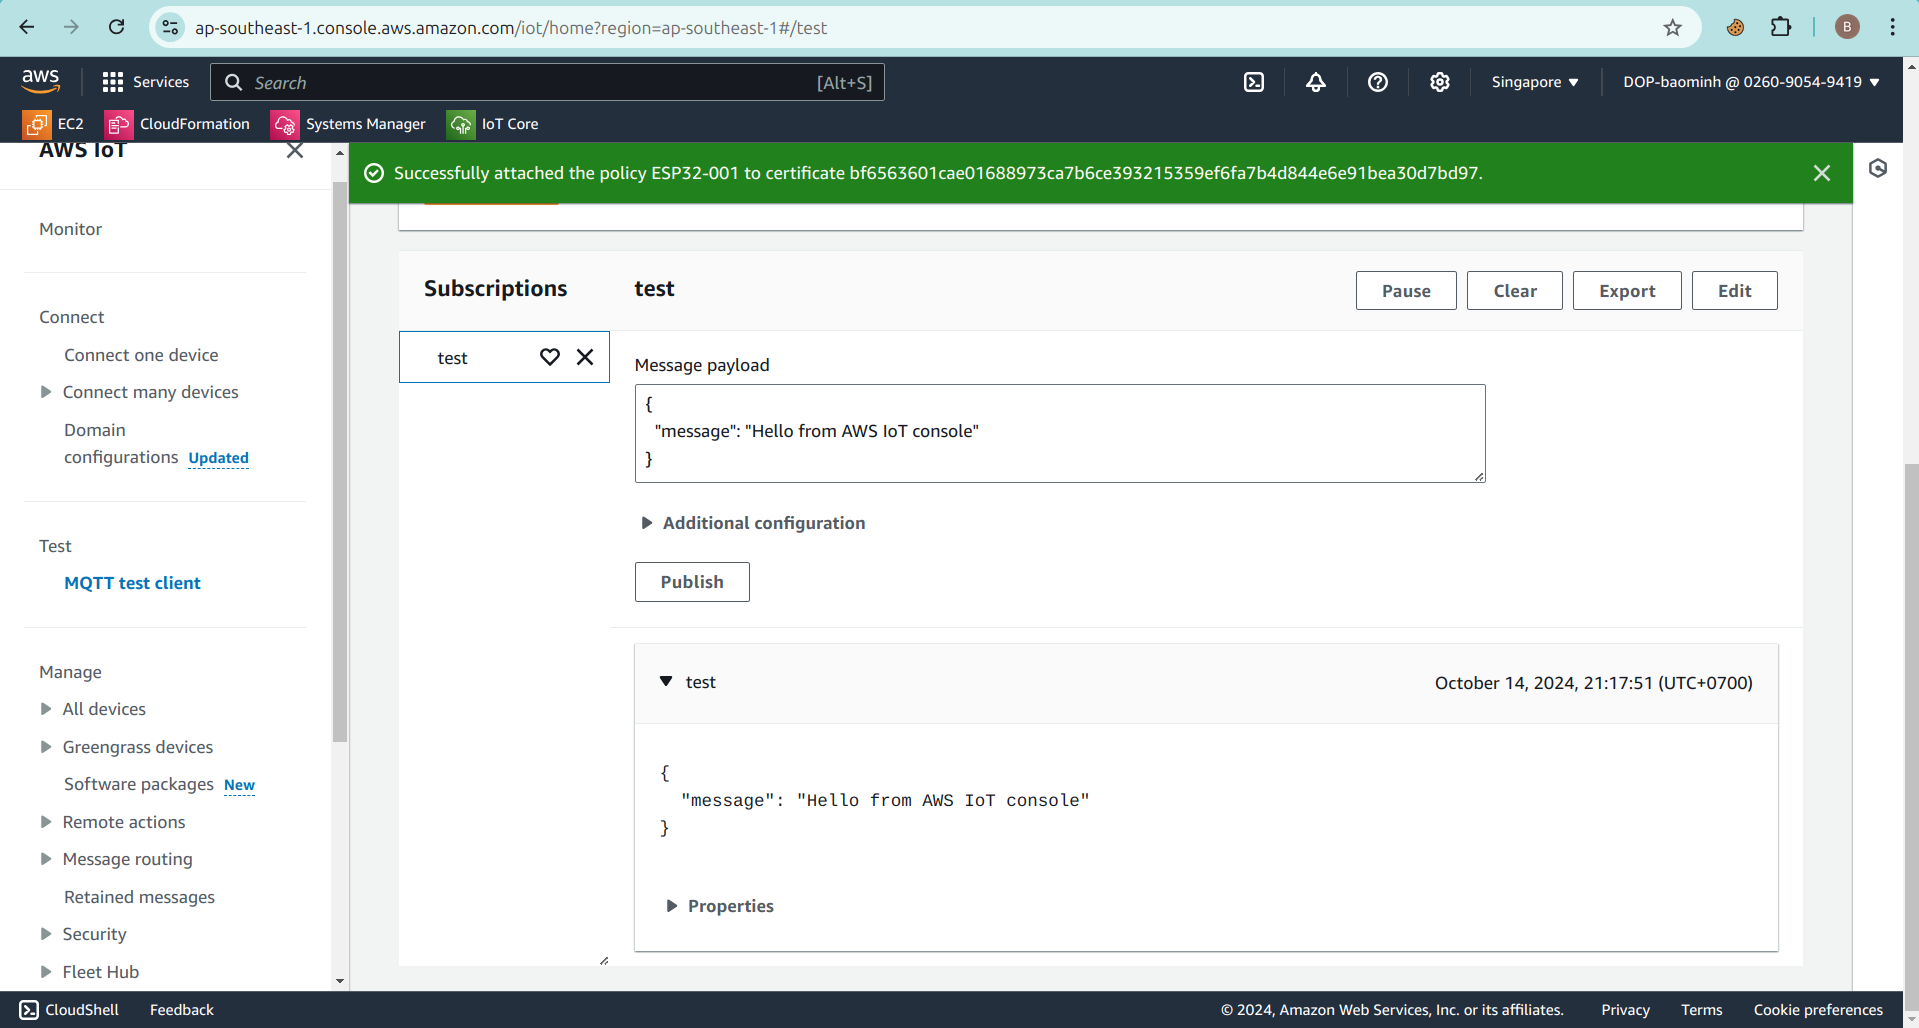 ap-southeast-1.console.aws.amazon.com/iot/home?region=ap-southeast-1#/test
B
aws
Services
Search
[Alt+S]
Singapore
DOP-baominh @ 0260-9054-9419
EC2
CloudFormation
Systems Manager
IoT Core
AWS IoT
Successfully attached the policy ESP32-001 to certificate bf6563601cae01688973ca7b6ce393215359ef6fa7b4d844e6e91bea30d7bd97.
Monitor
Connect
Connect one device
Connect many devices
Domain
configurations Updated
Test
MQTT test client
Manage
All devices
Greengrass devices
Software packages New
Remote actions
Message routing
Retained messages
Security
Fleet Hub
Subscriptions
test
Pause
Clear
Export
Edit
test
Message payload
{
"message": "Hello from AWS IoT console"
}
Additional configuration
Publish
test
October 14, 2024, 21:17:51 (UTC+0700)
{
"message": "Hello from AWS IoT console"
}
Properties
CloudShell
Feedback
© 2024, Amazon Web Services, Inc. or its affiliates.
Privacy
Terms
Cookie preferences